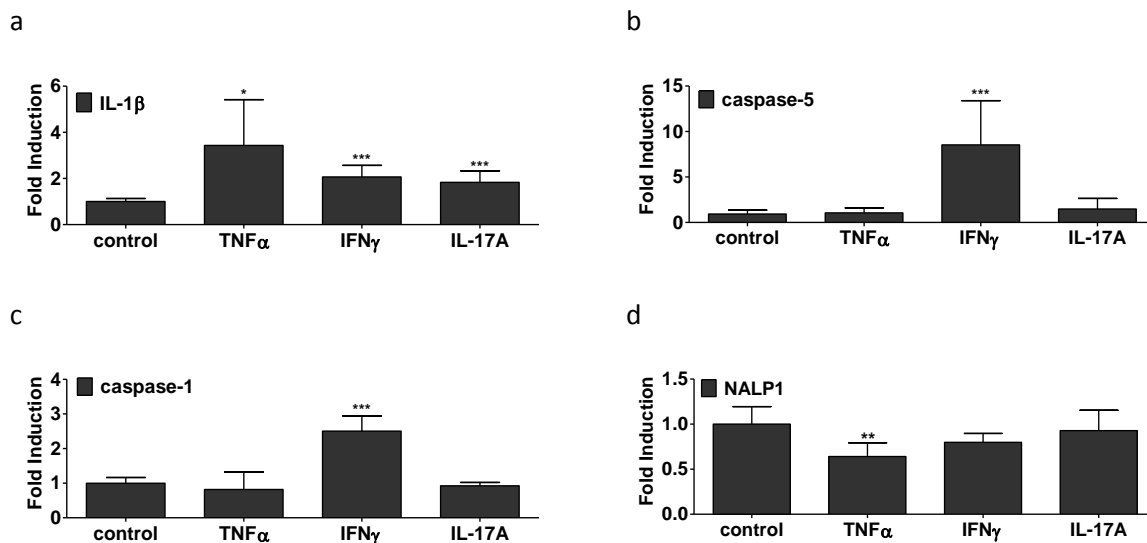 a
6
4
2
0
Fold Induction
IL-1β
*
***
***
control
TNFα
IFNγ
IL-17A
b
15
10
5
0
Fold Induction
caspase-5
***
control
TNFα
IFNγ
IL-17A
c
4
3
2
1
0
Fold Induction
caspase-1
***
control
TNFα
IFNγ
IL-17A
d
1.5
1.0
0.5
0.0
Fold Induction
NALP1
**
control
TNFα
IFNγ
IL-17A